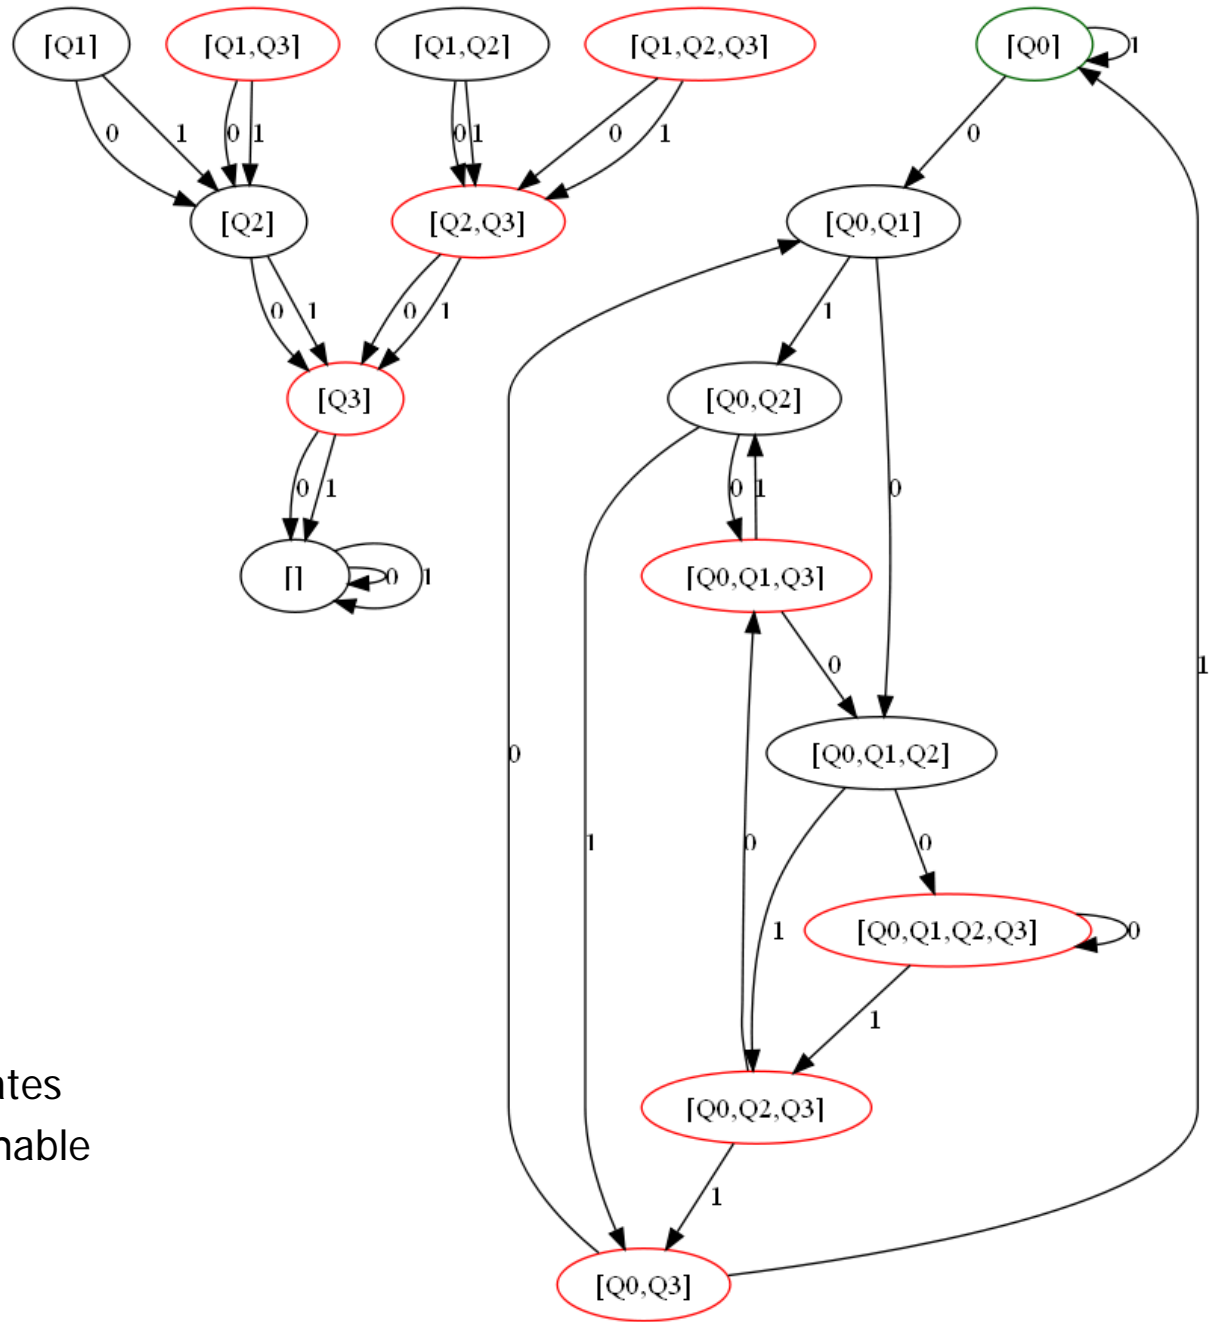 [Q1] [Q1,Q3] [Q1,Q2] [Q1,Q2,Q3] [Q0]
1
0 1 0 1 0 1 0 1 0
[Q2] [Q2,Q3] [Q0,Q1]
0 1 0 1 1
[Q3] [Q0,Q2]
0 1 0 1 0
[] 0 1 [Q0,Q1,Q3]
0 1
0 [Q0,Q1,Q2]
1 0 0
1 [Q0,Q1,Q2,Q3] 0
1
ates
[Q0,Q2,Q3]
nable
1
[Q0,Q3]